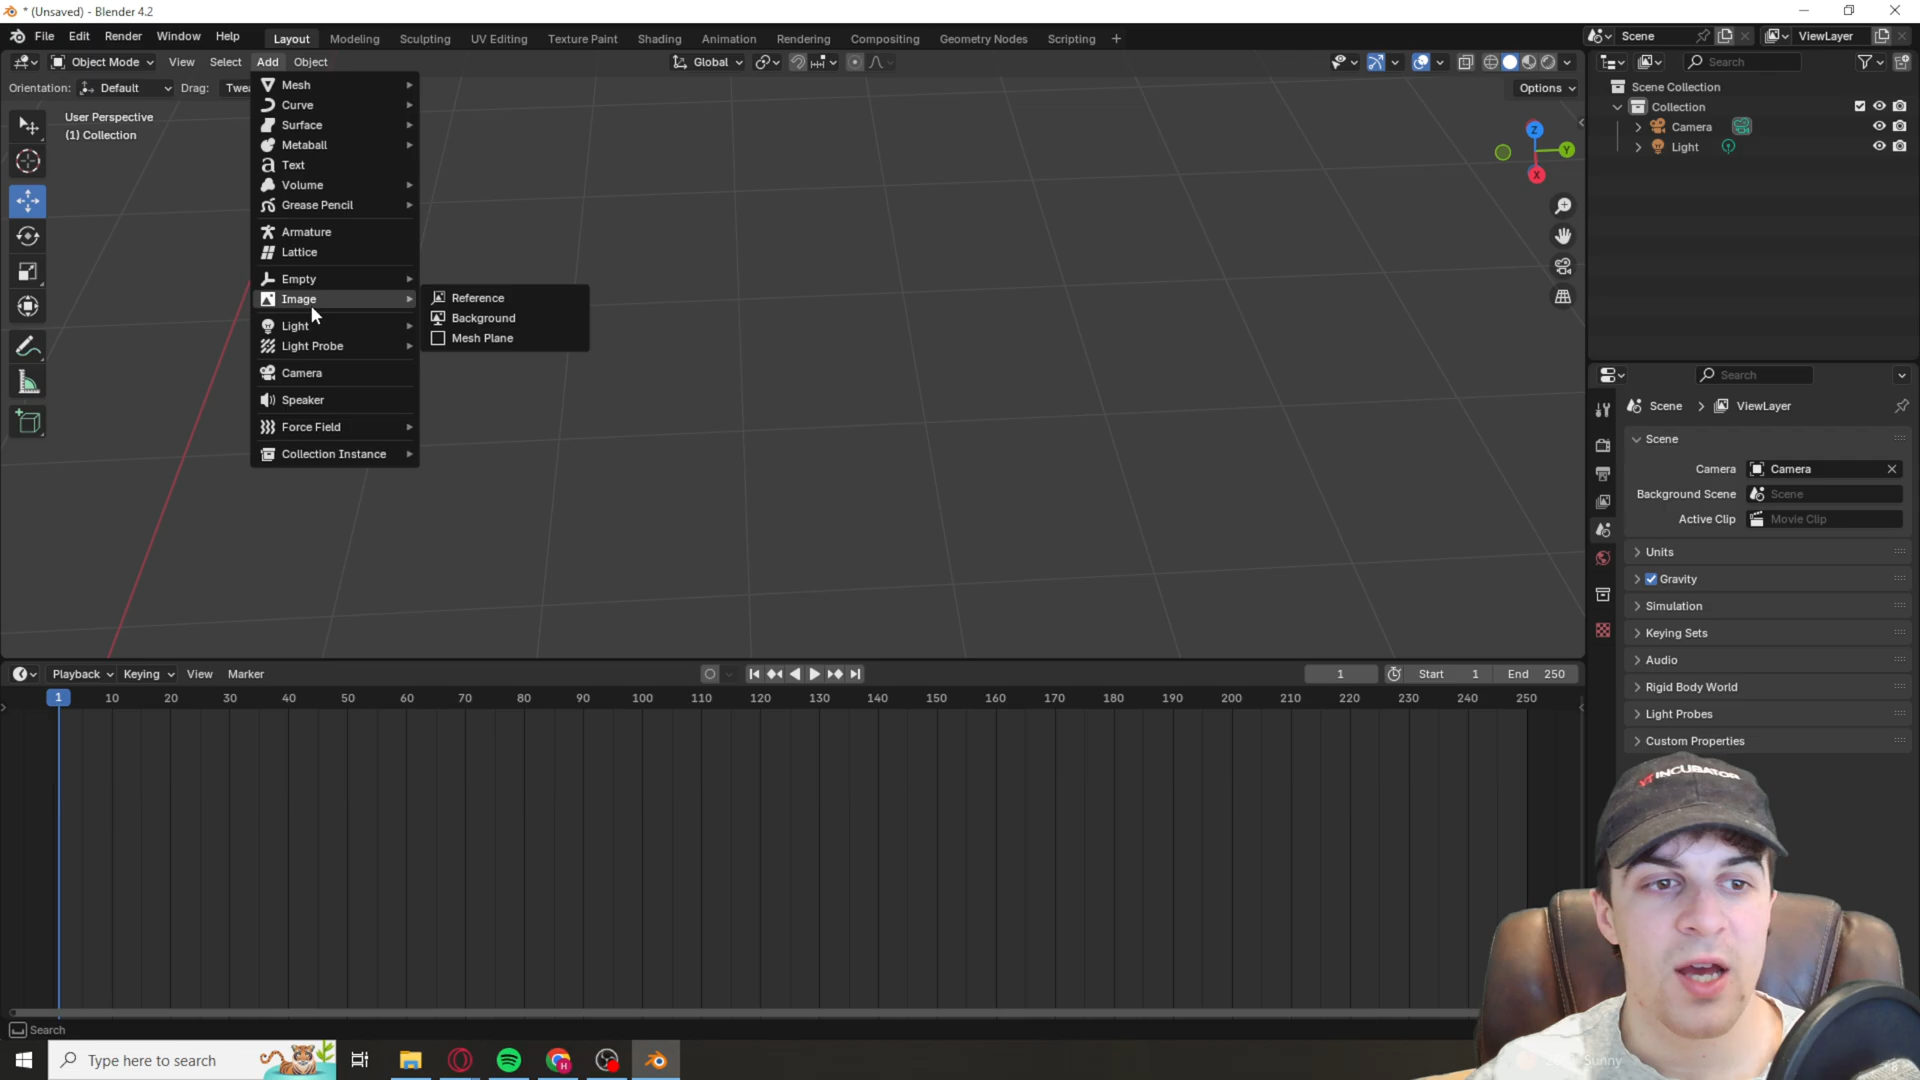 * (Unsaved) - Blender 4.2
File Edit Render Window Help
Layout Modeling Sculpting UV Editing Texture Paint Shading Animation Rendering Compositing Geometry Nodes Scripting +
Scene
ViewLayer
Object Mode View Select Add Object
Global
Search
Orientation: Default Drag:
Options
User Perspective
(1) Collection
Mesh
Curve
Surface
Metaball
Text
Volume
Grease Pencil
Armature
Lattice
Empty
Image
Light
Light Probe
Camera
Speaker
Force Field
Collection Instance
Reference
Background
Mesh Plane
Z
Y
X
Scene Collection
Collection
Camera
Light
Search
Scene ViewLayer
Scene
Camera Camera
Background Scene Scene
Active Clip Movie Clip
Units
Gravity
Simulation
Keying Sets
Audio
Rigid Body World
Light Probes
Custom Properties
Playback Keying View Marker
1 Start 1 End 250
1 10 20 30 40 50 60 70 80 90 100 110 120 130 140 150 160 170 180 190 200 210 220 230 240 250
YT INCUBATOR
Search
Type here to search
Sunny